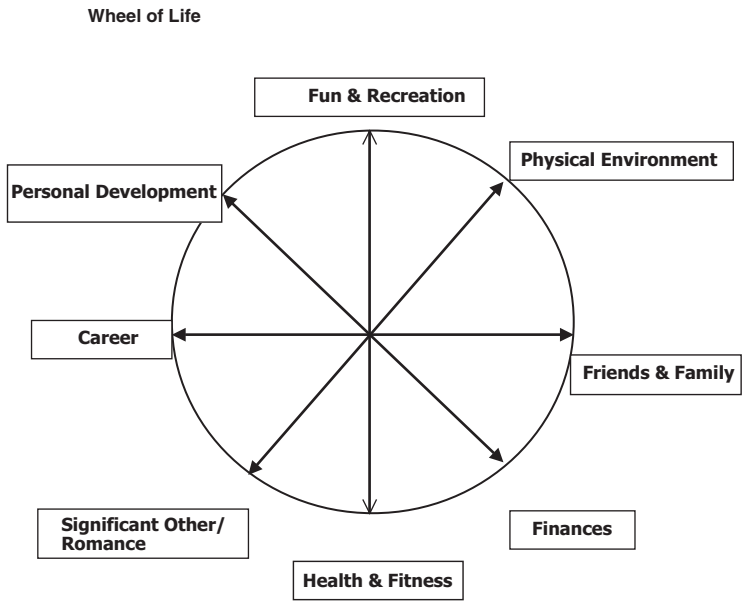 Wheel of Life
Fun & Recreation
Physical Environment
Personal Development
Career
Friends & Family
Significant Other/
Romance
Finances
Health & Fitness